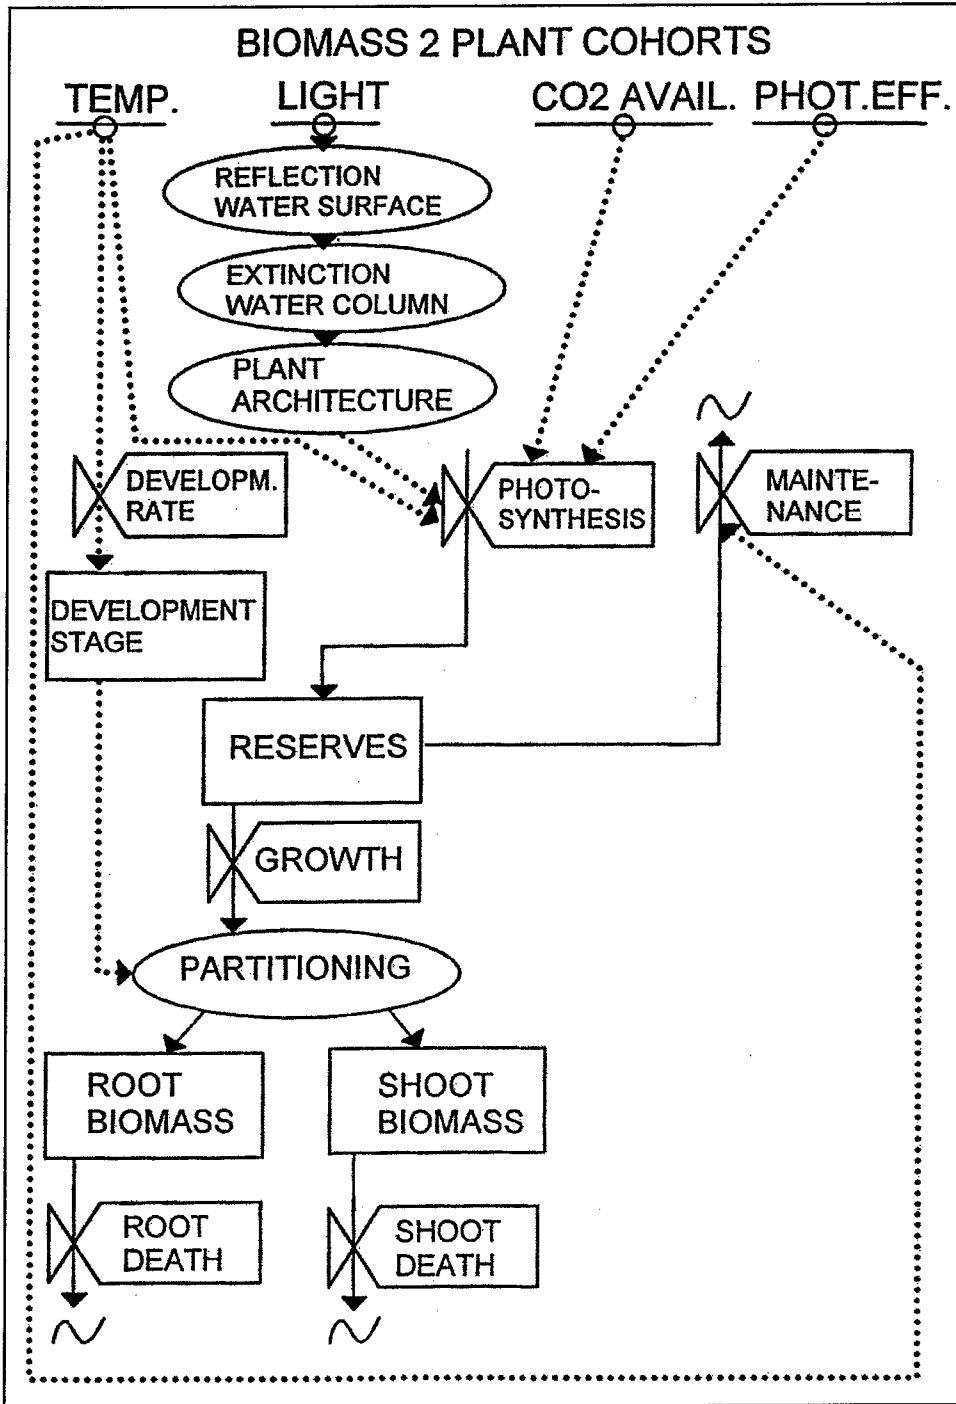 BIOMASS 2 PLANT COHORTS
TEMP.
LIGHT
CO2 AVAIL.
PHOT.EFF.
REFLECTION
WATER SURFACE
EXTINCTION
WATER COLUMN
PLANT
ARCHITECTURE
DEVELOPM.
RATE
PHOTO-
SYNTHESIS
MAINTE-
NANCE
DEVELOPMENT
STAGE
RESERVES
GROWTH
PARTITIONING
ROOT
BIOMASS
SHOOT
BIOMASS
ROOT
DEATH
SHOOT
DEATH